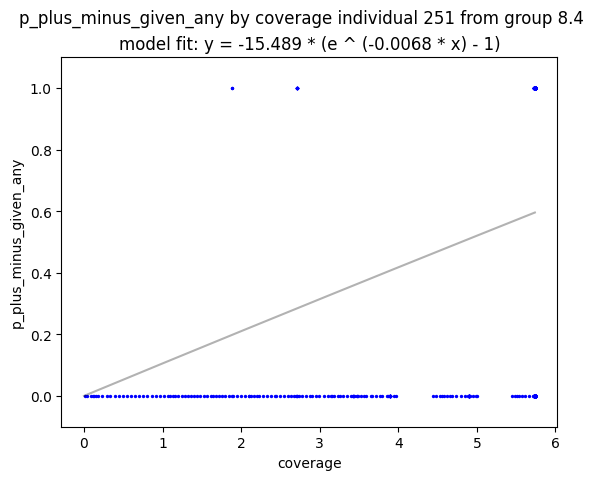 p_plus_minus_given_any by coverage individual 251 from group 8.4
model fit: y = -15.489 * (e ^ (-0.0068 * x) - 1)
1.0
0.8
0.6
0.4
0.2
0.0
p_plus_minus_given_any
0 1 2 3 4 5 6
coverage